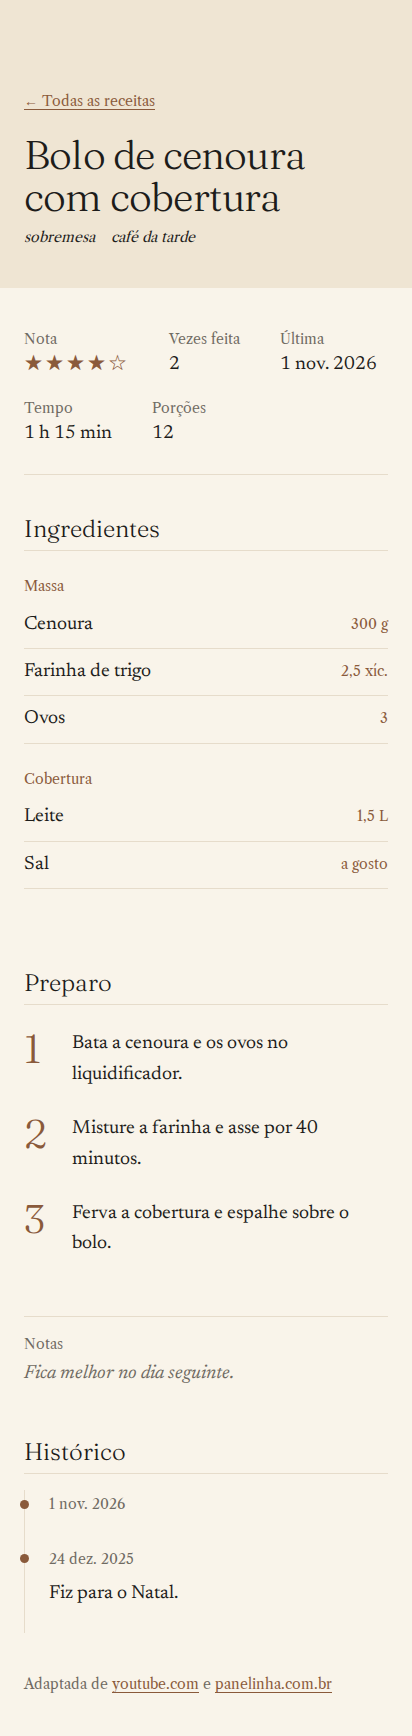 ← Todas as receitas
Bolo de cenoura
com cobertura
sobremesa café da tarde
Nota Vezes feita Última
★★★★☆ 2 1 nov. 2026
Tempo Porções
1 h 15 min 12
Ingredientes
Massa
Cenoura 300 g
Farinha de trigo 2,5 xíc.
Ovos 3
Cobertura
Leite 1,5 L
Sal a gosto
Preparo
1 Bata a cenoura e os ovos no
liquidificador.
2 Misture a farinha e asse por 40
minutos.
3 Ferva a cobertura e espalhe sobre o
bolo.
Notas
Fica melhor no dia seguinte.
Histórico
1 nov. 2026
24 dez. 2025
Fiz para o Natal.
Adaptada de youtube.com e panelinha.com.br